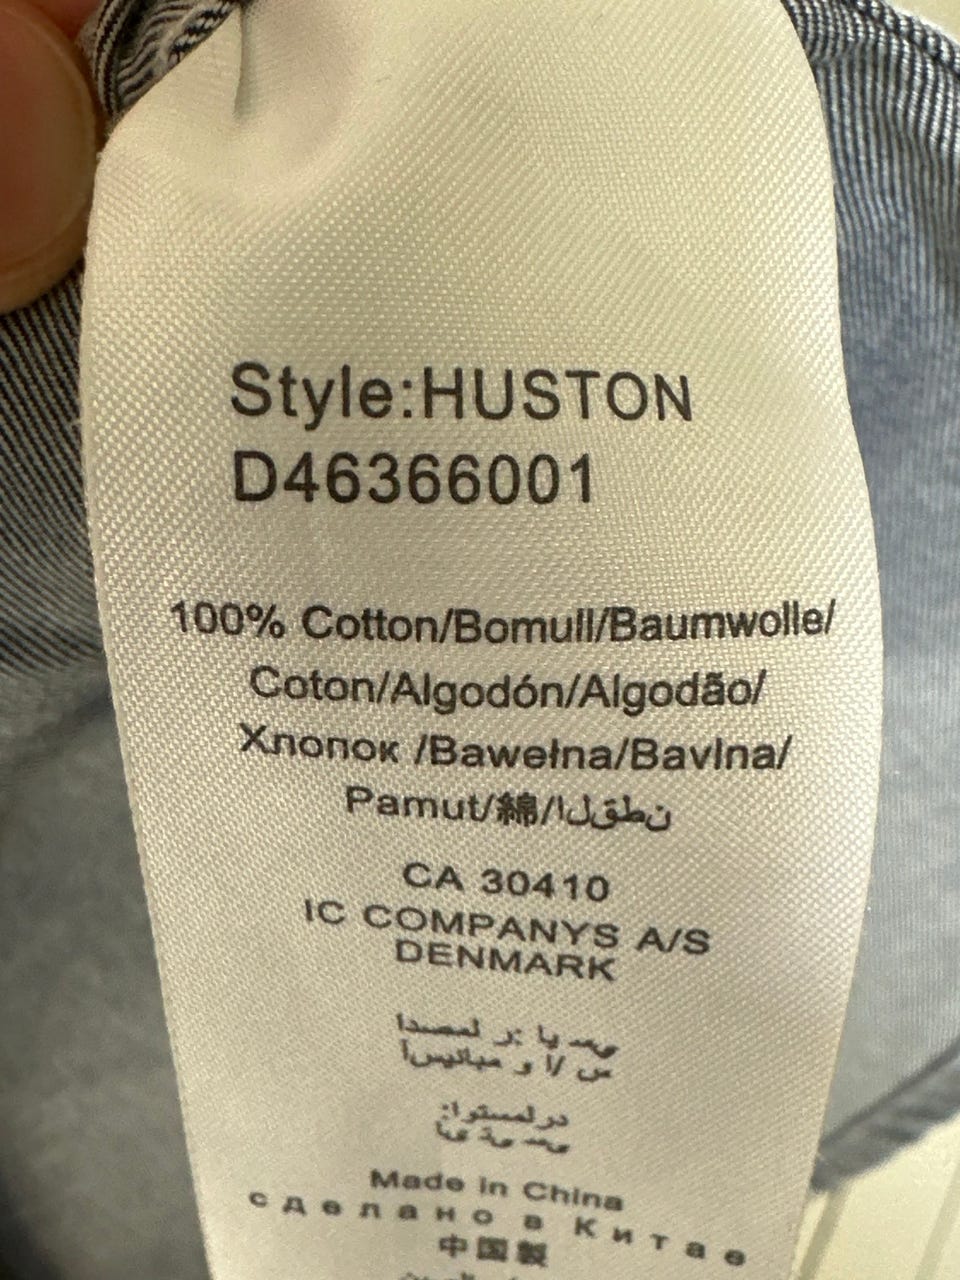 Style:HUSTON
D46366001
100% Cotton/Bomull/Baumwolle/
Coton/Algodón/Algodão/
Хлопок /Bawełna/Bavlna/
Pamut/綿/القطن
CA 30410
IC COMPANYS A/S
DENMARK
Made in China
сделано в Китае
中国製